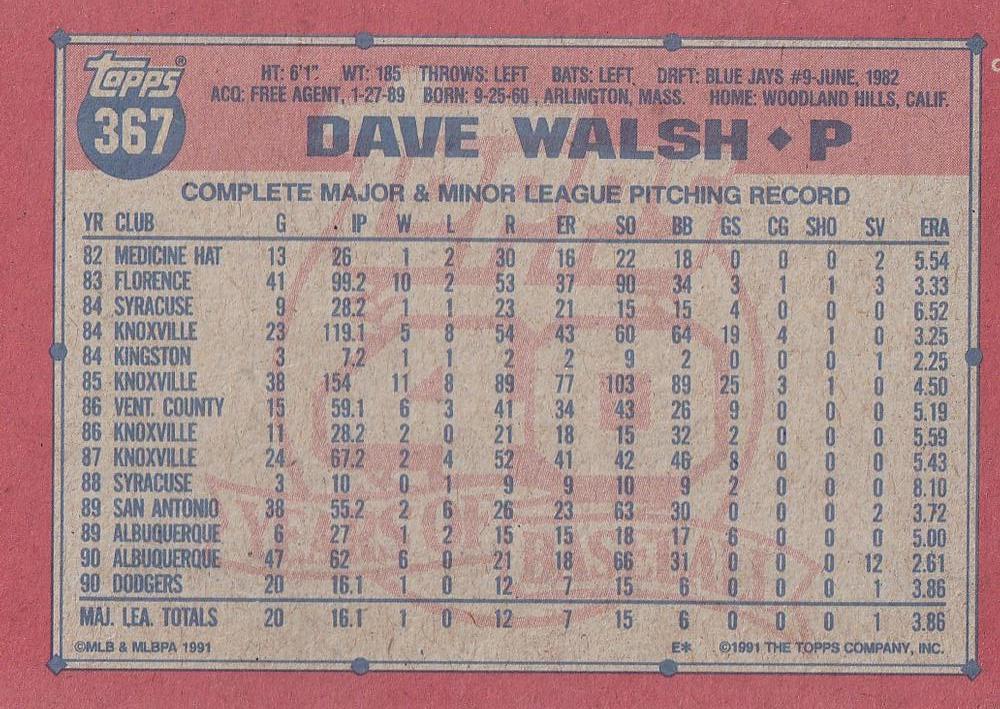 topps®
367
HT: 6'1". WT: 185 THROWS: LEFT BATS: LEFT, DRFT: BLUE JAYS #9-JUNE, 1982
ACQ: FREE AGENT, 1-27-89 BORN: 9-25-60 , ARLINGTON, MASS. HOME: WOODLAND HILLS, CALIF.
DAVE WALSH ◆ P
COMPLETE MAJOR & MINOR LEAGUE PITCHING RECORD
YR CLUB G IP W L R ER SO BB GS CG SHO SV ERA
82 MEDICINE HAT 13 26 1 2 30 16 22 18 0 0 0 2 5.54
83 FLORENCE 41 99.2 10 2 53 37 90 34 3 1 1 3 3.33
84 SYRACUSE 9 28.2 1 1 23 21 15 15 4 0 0 0 6.52
84 KNOXVILLE 23 119.1 5 8 54 43 60 64 19 4 1 0 3.25
84 KINGSTON 3 7.2 1 1 2 2 9 2 0 0 0 1 2.25
85 KNOXVILLE 38 154 11 8 89 77 103 89 25 3 1 0 4.50
86 VENT. COUNTY 15 59.1 6 3 41 34 43 26 9 0 0 0 5.19
86 KNOXVILLE 11 28.2 2 0 21 18 15 32 2 0 0 0 5.59
87 KNOXVILLE 24 67.2 2 4 52 41 42 46 8 0 0 0 5.43
88 SYRACUSE 3 10 0 1 9 9 10 9 2 0 0 0 8.10
89 SAN ANTONIO 38 55.2 2 6 26 23 63 30 0 0 0 2 3.72
89 ALBUQUERQUE 6 27 1 2 15 15 18 17 6 0 0 0 5.00
90 ALBUQUERQUE 47 62 6 0 21 18 66 31 0 0 0 12 2.61
90 DODGERS 20 16.1 1 0 12 7 15 6 0 0 0 1 3.86
MAJ. LEA. TOTALS 20 16.1 1 0 12 7 15 6 0 0 0 1 3.86
©MLB & MLBPA 1991 E* ©1991 THE TOPPS COMPANY, INC.
topps
40
YEARS OF
BASEBALL